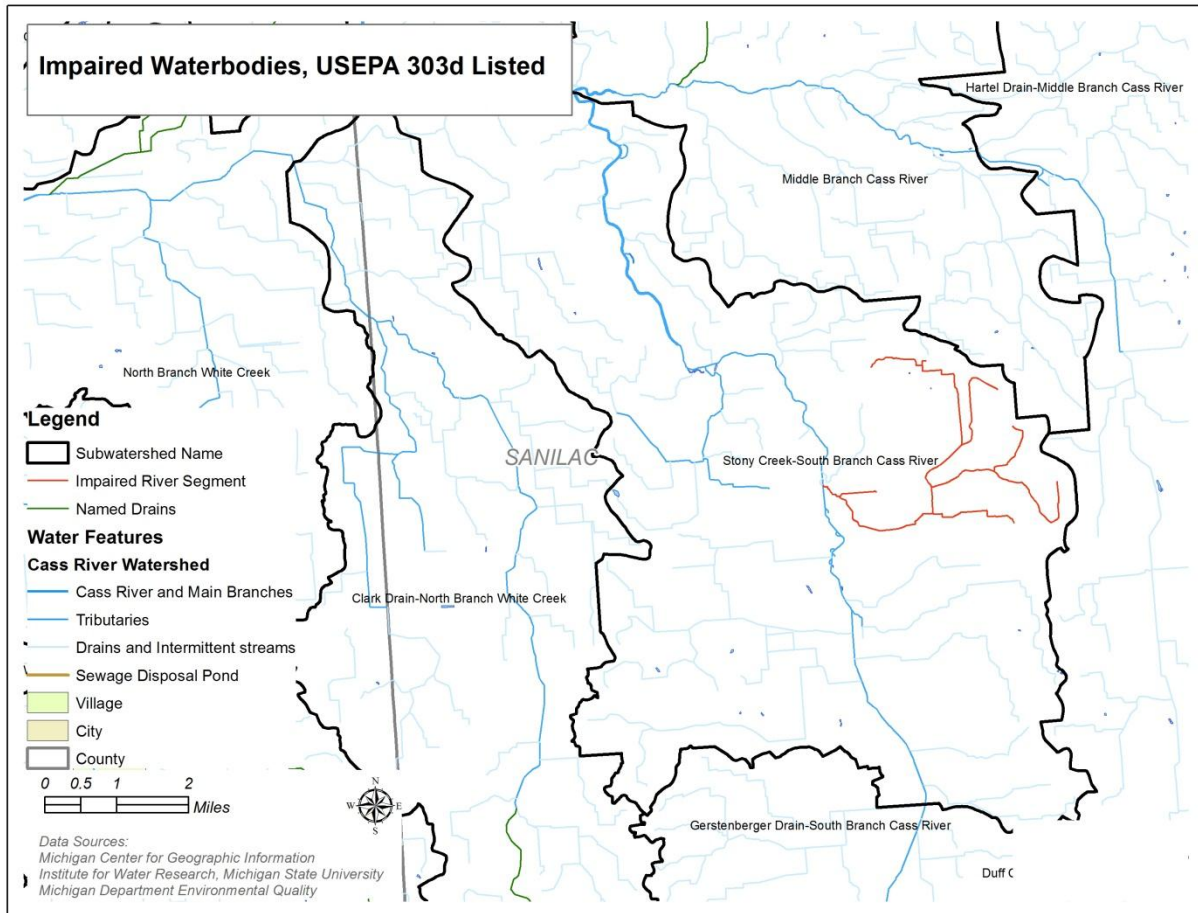 Impaired Waterbodies, USEPA 303d Listed
Hartel Drain-Middle Branch Cass River
Middle Branch Cass River
North Branch White Creek
SANILAC
Stony Creek-South Branch Cass River
Clark Drain-North Branch White Creek
Gerstenberger Drain-South Branch Cass River
Duff
Legend
Subwatershed Name
Impaired River Segment
Named Drains
Water Features
Cass River Watershed
Cass River and Main Branches
Tributaries
Drains and Intermittent streams
Sewage Disposal Pond
Village
City
County
0 0.5 1 2
Miles
N
W E
S
Data Sources:
Michigan Center for Geographic Information
Institute for Water Research, Michigan State University
Michigan Department Environmental Quality